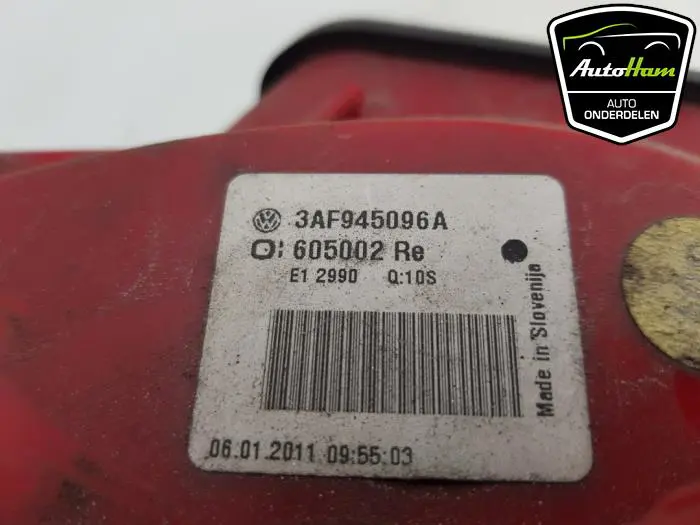 AutoHam
AUTO
ONDERDELEN
3AF945096A
605002 Re
E1 2990 Q:10S
Made in Slovenija
06.01.2011 09:55:03